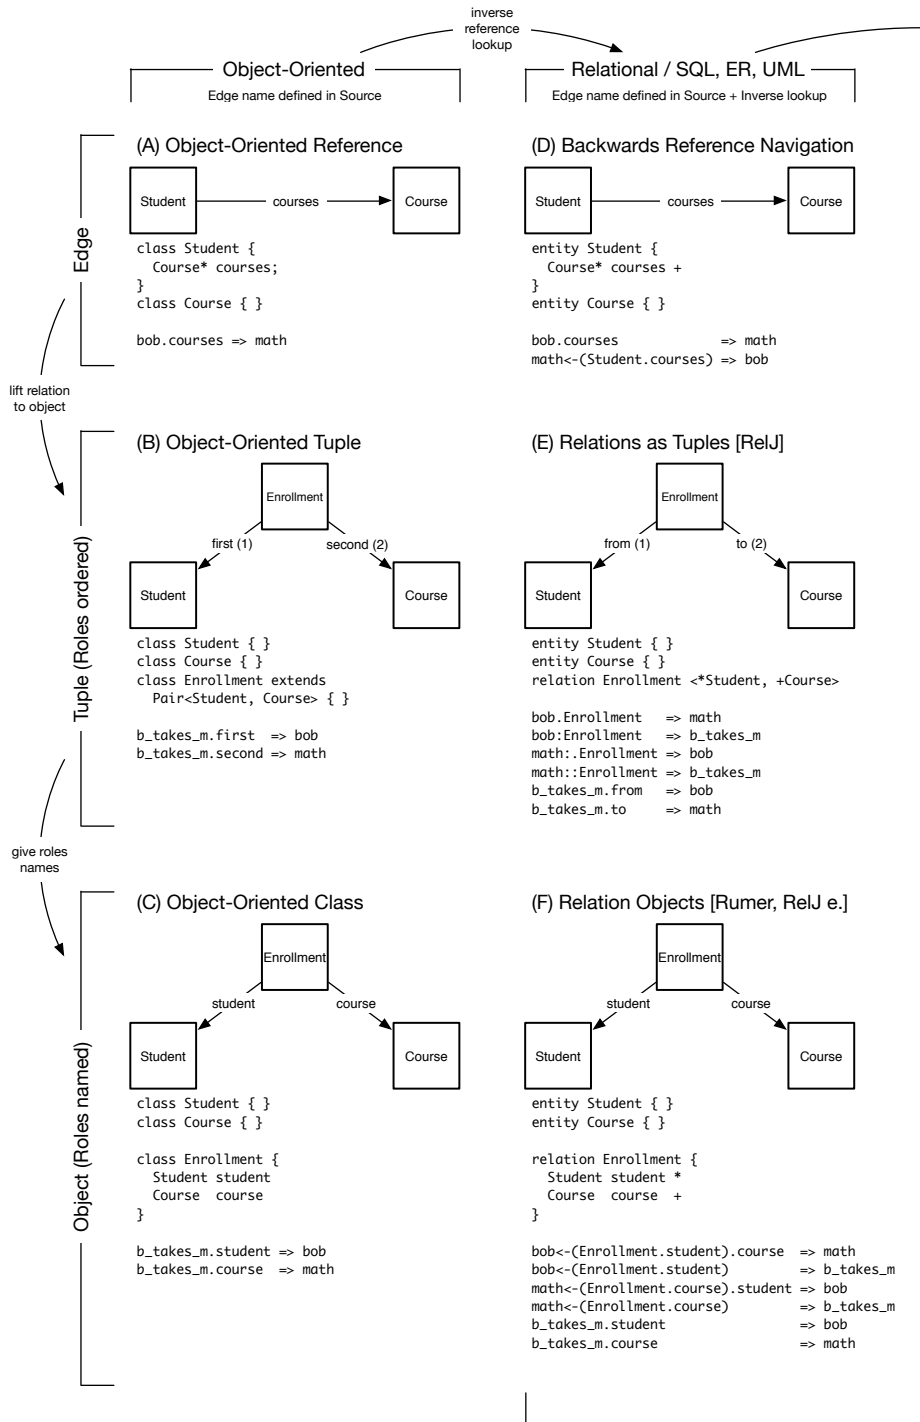 inverse
reference
lookup
Object-Oriented
Edge name defined in Source
Relational / SQL, ER, UML
Edge name defined in Source + Inverse lookup
Edge
(A) Object-Oriented Reference
Student
courses
Course
class Student {
  Course* courses;
}
class Course { }
bob.courses => math
(D) Backwards Reference Navigation
Student
courses
Course
entity Student {
  Course* courses +
}
entity Course { }
bob.courses           => math
math<-(Student.courses) => bob
lift relation
to object
Tuple (Roles ordered)
(B) Object-Oriented Tuple
Enrollment
first (1)
second (2)
Student
Course
class Student { }
class Course { }
class Enrollment extends
  Pair<Student, Course> { }
b_takes_m.first  => bob
b_takes_m.second => math
(E) Relations as Tuples [RelJ]
Enrollment
from (1)
to (2)
Student
Course
entity Student { }
entity Course { }
relation Enrollment <*Student, +Course>
bob.Enrollment   => math
bob:Enrollment   => b_takes_m
math:.Enrollment => bob
math::Enrollment => b_takes_m
b_takes_m.from   => bob
b_takes_m.to     => math
give roles
names
Object (Roles named)
(C) Object-Oriented Class
Enrollment
student
course
Student
Course
class Student { }
class Course { }
class Enrollment {
  Student student
  Course  course
}
b_takes_m.student => bob
b_takes_m.course  => math
(F) Relation Objects [Rumer, RelJ e.]
Enrollment
student
course
Student
Course
entity Student { }
entity Course { }
relation Enrollment {
  Student student *
  Course  course  +
}
bob<-(Enrollment.student).course  => math
bob<-(Enrollment.student)         => b_takes_m
math<-(Enrollment.course).student => bob
math<-(Enrollment.course)         => b_takes_m
b_takes_m.student                 => bob
b_takes_m.course                  => math